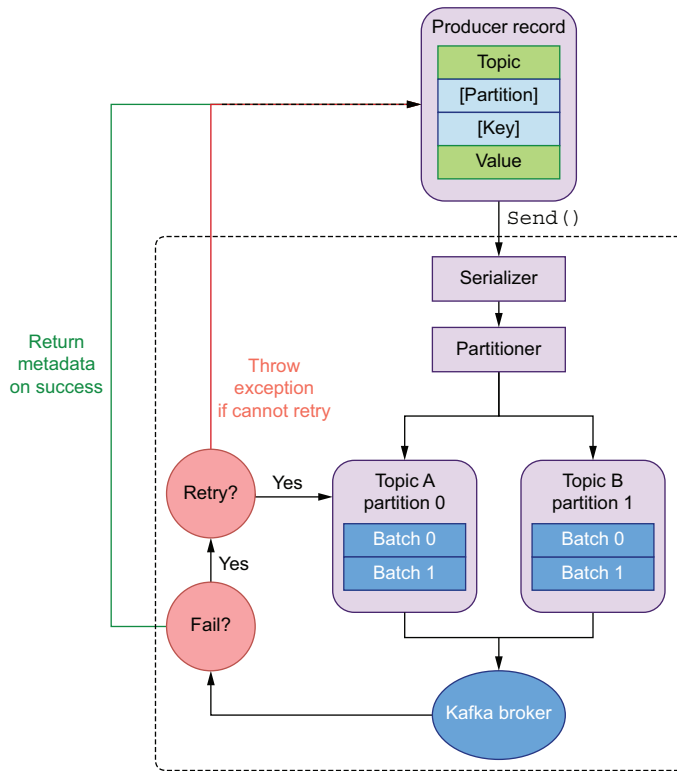 Producer record
Topic
[Partition]
[Key]
Value
Send()
Serializer
Partitioner
Return
metadata
on success
Throw
exception
if cannot retry
Retry?
Yes
Topic A
partition 0
Batch 0
Batch 1
Topic B
partition 1
Batch 0
Batch 1
Yes
Fail?
Kafka broker